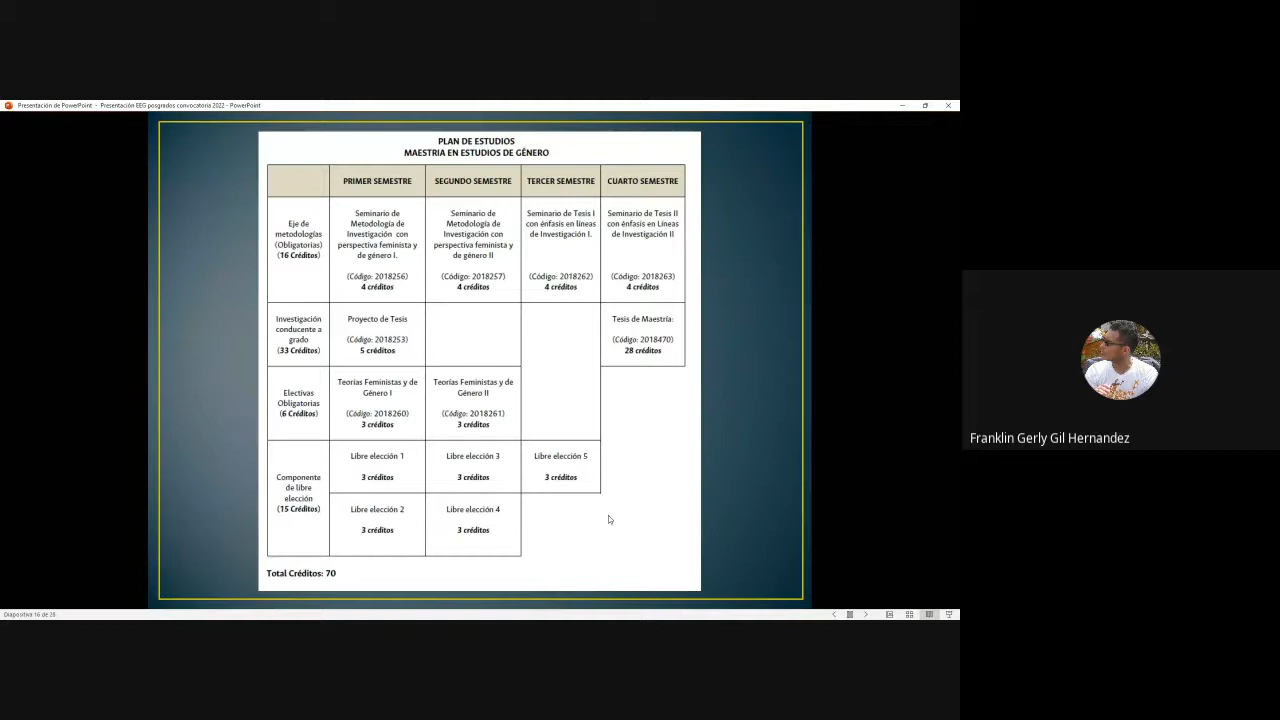 Presentación de PowerPoint - Presentación EEG posgrados convocatoria 2022 - PowerPoint
PLAN DE ESTUDIOS
MAESTRIA EN ESTUDIOS DE GÉNERO
PRIMER SEMESTRE
SEGUNDO SEMESTRE
TERCER SEMESTRE
CUARTO SEMESTRE
Eje de
metodologías
(Obligatorias)
(16 Créditos)
Seminario de
Metodología de
Investigación con
perspectiva feminista y
de género I.
(Código: 2018256)
4 créditos
Seminario de
Metodología de
Investigación con
perspectiva feminista y
de género II
(Código: 2018257)
4 créditos
Seminario de Tesis I
con énfasis en líneas
de Investigación I.
(Código: 2018262)
4 créditos
Seminario de Tesis II
con énfasis en Líneas
de Investigación II
(Código: 2018263)
4 créditos
Investigación
conducente a
grado
(33 Créditos)
Proyecto de Tesis
(Código: 2018253)
5 créditos
Tesis de Maestría:
(Código: 2018470)
28 créditos
Electivas
Obligatorias
(6 Créditos)
Teorías Feministas y de
Género I
(Código: 2018260)
3 créditos
Teorías Feministas y de
Género II
(Código: 2018261)
3 créditos
Componente
de libre
elección
(15 Créditos)
Libre elección 1
3 créditos
Libre elección 3
3 créditos
Libre elección 5
3 créditos
Libre elección 2
3 créditos
Libre elección 4
3 créditos
Total Créditos: 70
Diapositiva 16 de 28
Franklin Gerly Gil Hernandez